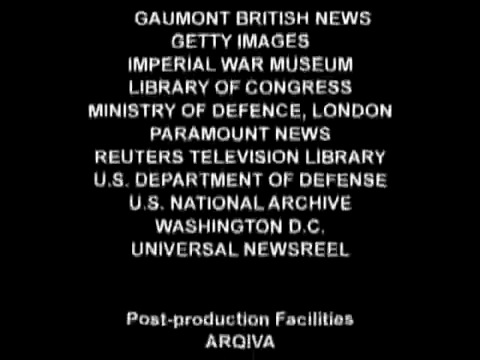 GAUMONT BRITISH NEWS
GETTY IMAGES
IMPERIAL WAR MUSEUM
LIBRARY OF CONGRESS
MINISTRY OF DEFENCE, LONDON
PARAMOUNT NEWS
REUTERS TELEVISION LIBRARY
U.S. DEPARTMENT OF DEFENSE
U.S. NATIONAL ARCHIVE
WASHINGTON D.C.
UNIVERSAL NEWSREEL
Post-production Facilities
ARQIVA